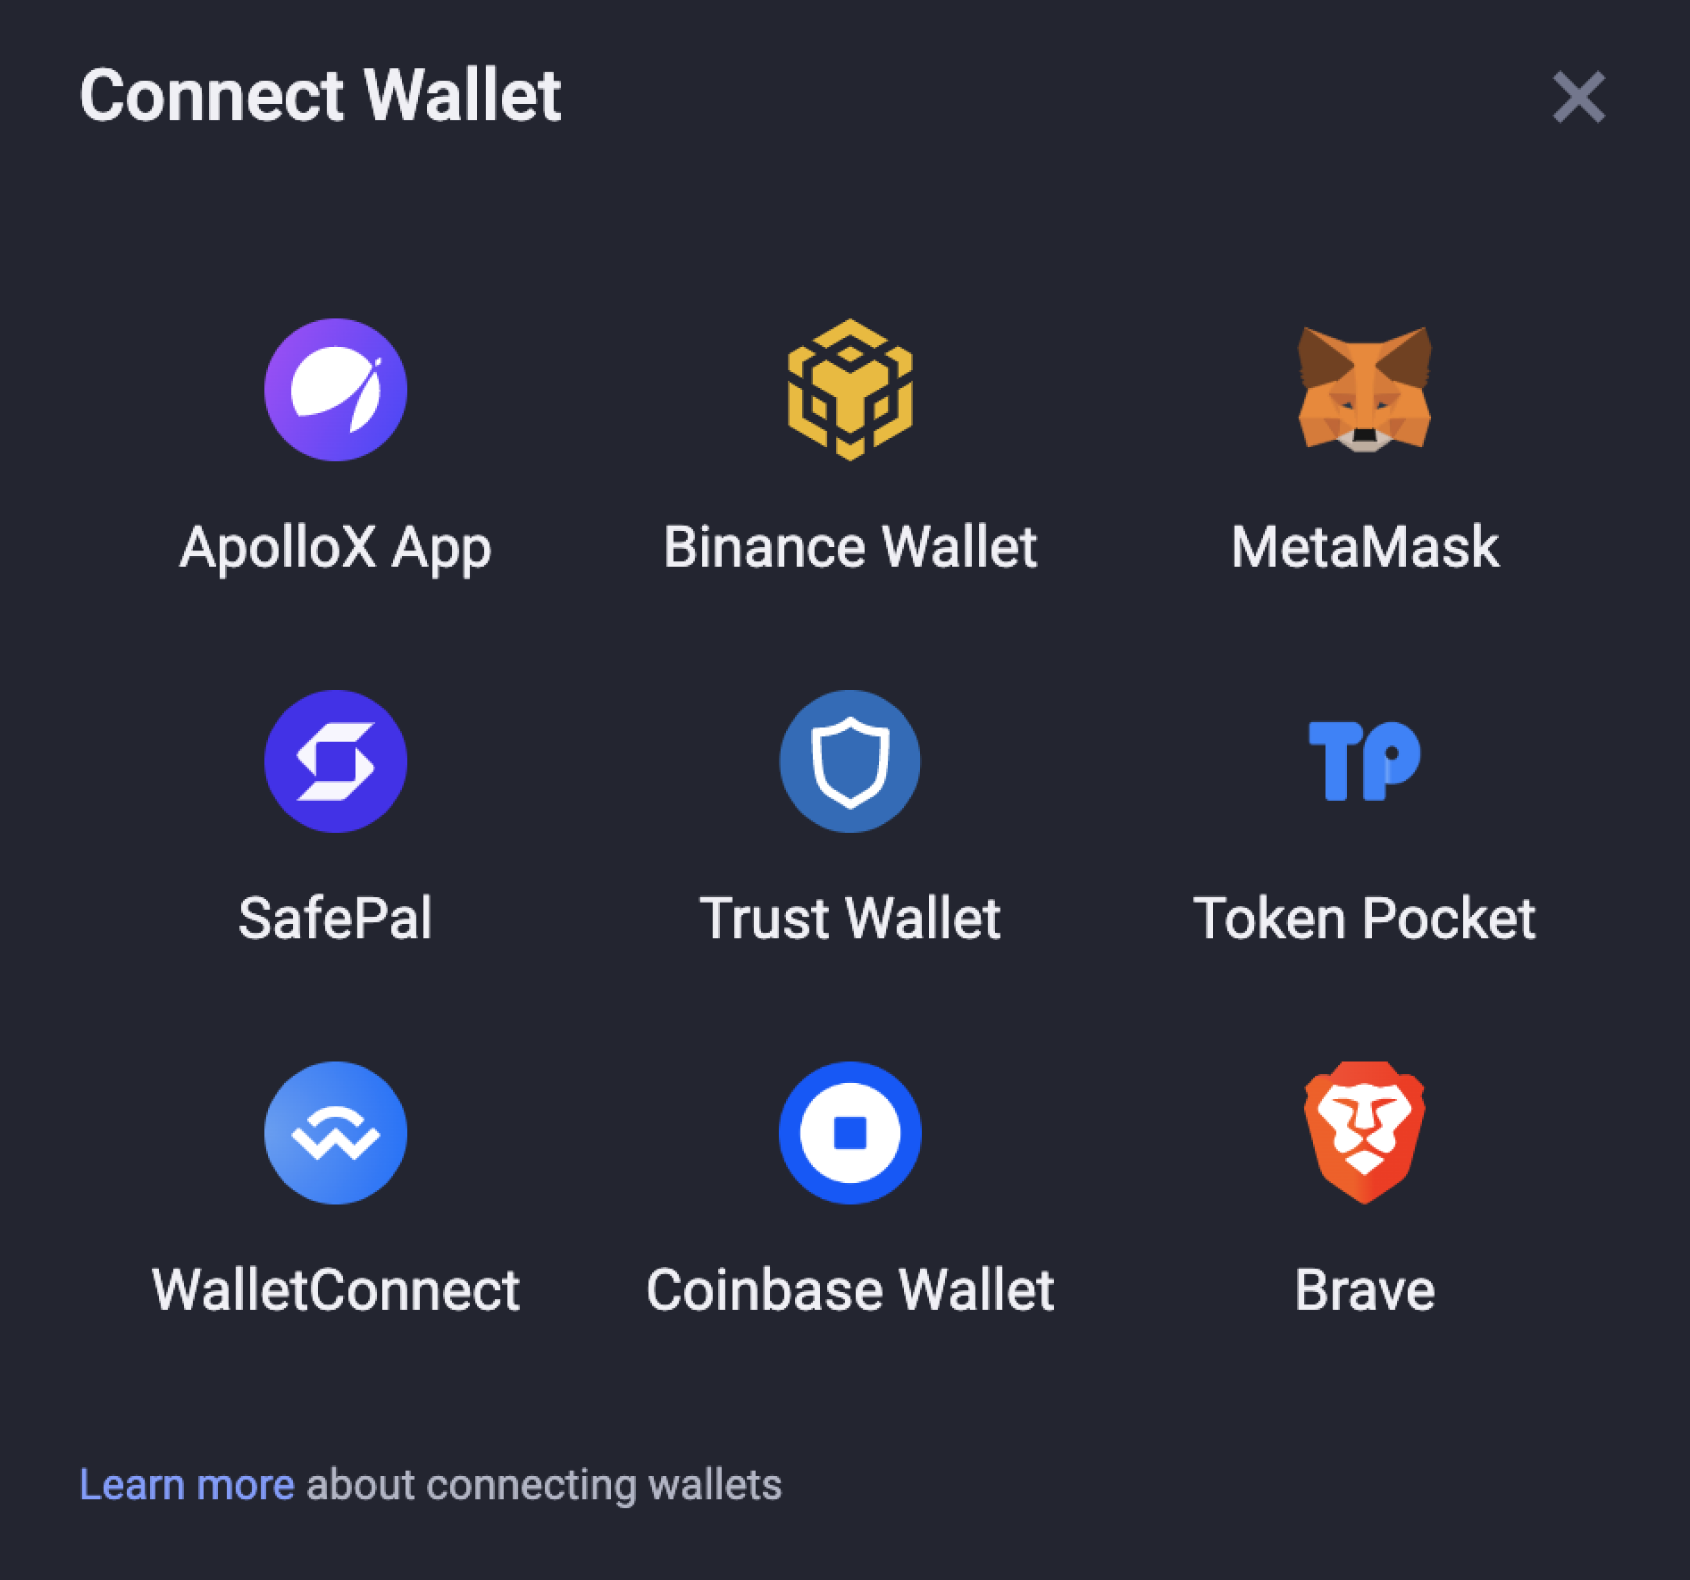 Connect Wallet
ApolloX App
Binance Wallet
MetaMask
TP
SafePal
Trust Wallet
Token Pocket
WalletConnect
Coinbase Wallet
Brave
Learn more about connecting wallets